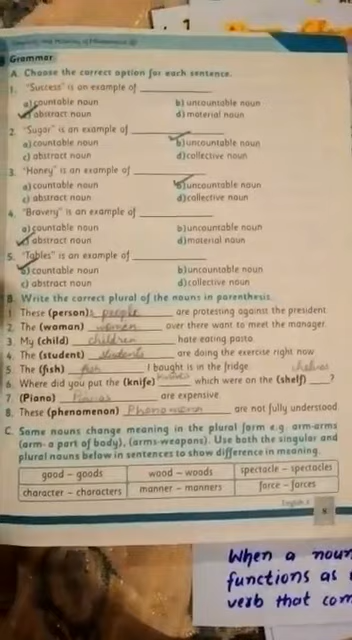 Grammar
A. Choose the correct option for each sentence.
1. "Success" is an example of ____________
a) countable noun b) uncountable noun
c) abstract noun d) material noun
2. "Sugar" is an example of ____________
a) countable noun b) uncountable noun
c) abstract noun d) collective noun
3. "Honey" is an example of ____________
a) countable noun b) uncountable noun
c) abstract noun d) collective noun
4. "Bravery" is an example of ____________
a) countable noun b) uncountable noun
c) abstract noun d) material noun
5. "Tables" is an example of ____________
a) countable noun b) uncountable noun
c) abstract noun d) collective noun
B. Write the correct plural of the nouns in parenthesis.
1. These (person) people are protesting against the president.
2. The (woman) women over there want to meet the manager.
3. My (child) children hate eating pasta.
4. The (student) students are doing the exercise right now.
5. The (fish) fish I bought is in the fridge.
6. Where did you put the (knife) which were on the (shelf) ____?
7. (Piano) Pianos are expensive.
8. These (phenomenon) Phenomena are not fully understood.
C. Some nouns change meaning in the plural form e.g. arm-arms
(arm- a part of body), (arms-weapons). Use both the singular and
plural nouns below in sentences to show difference in meaning.
good – goods wood – woods spectacle – spectacles
character – characters manner – manners force – forces
When a noun
functions as
verb that com